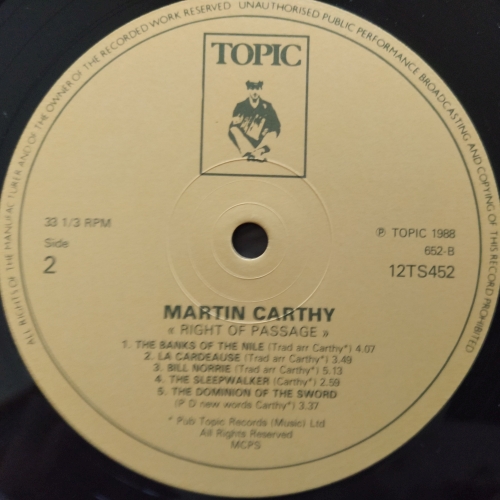 ALL RIGHTS OF THE MANUFACTURER AND OF THE OWNER OF THE RECORDED WORK RESERVED UNAUTHORISED PUBLIC PERFORMANCE BROADCASTING AND COPYING OF THIS RECORD PROHIBITED
TOPIC
33 1/3 RPM
Side
2
℗ TOPIC 1988
652-B
12TS452
MARTIN CARTHY
« RIGHT OF PASSAGE »
1. THE BANKS OF THE NILE (Trad arr Carthy*) 4.07
2. LA CARDEAUSE (Trad arr Carthy*) 3.49
3. BILL NORRIE (Trad arr Carthy*) 5.13
4. THE SLEEPWALKER (Carthy*) 2.59
5. THE DOMINION OF THE SWORD
(P D new words Carthy*) 3.37
* Pub Topic Records (Music) Ltd
All Rights Reserved
MCPS